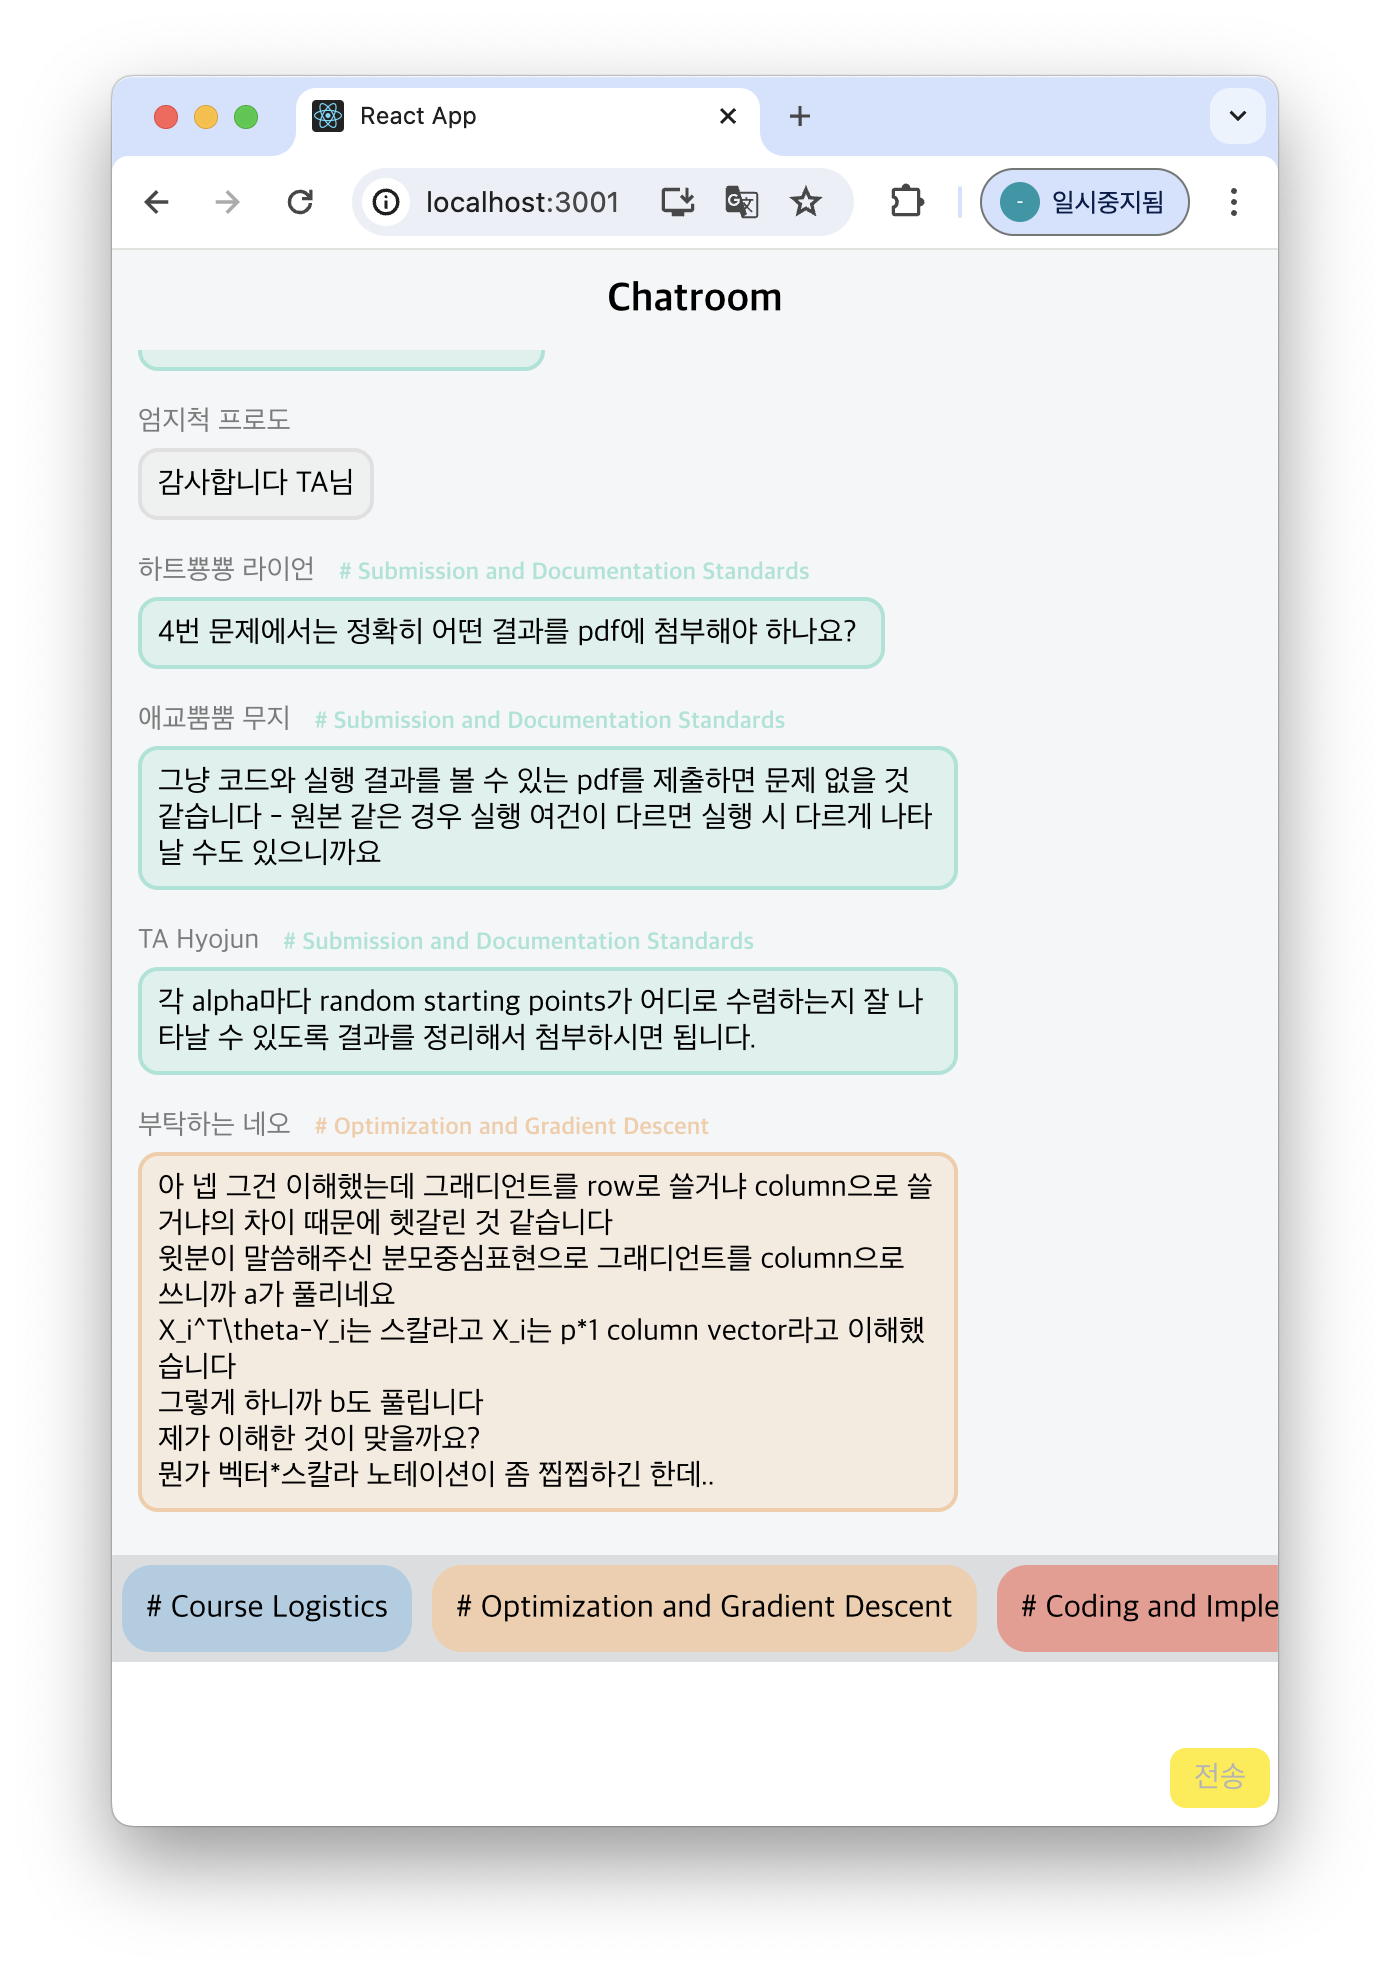 React App
localhost:3001
일시중지됨
Chatroom
엄지척 프로도
감사합니다 TA님
하트뿅뿅 라이언 # Submission and Documentation Standards
4번 문제에서는 정확히 어떤 결과를 pdf에 첨부해야 하나요?
애교뿜뿜 무지 # Submission and Documentation Standards
그냥 코드와 실행 결과를 볼 수 있는 pdf를 제출하면 문제 없을 것
같습니다 - 원본 같은 경우 실행 여건이 다르면 실행 시 다르게 나타
날 수도 있으니까요
TA Hyojun # Submission and Documentation Standards
각 alpha마다 random starting points가 어디로 수렴하는지 잘 나
타날 수 있도록 결과를 정리해서 첨부하시면 됩니다.
부탁하는 네오 # Optimization and Gradient Descent
아 넵 그건 이해했는데 그래디언트를 row로 쓸거냐 column으로 쓸
거냐의 차이 때문에 헷갈린 것 같습니다
윗분이 말씀해주신 분모중심표현으로 그래디언트를 column으로
쓰니까 a가 풀리네요
X_i^T\theta-Y_i는 스칼라고 X_i는 p*1 column vector라고 이해했
습니다
그렇게 하니까 b도 풀립니다
제가 이해한 것이 맞을까요?
뭔가 벡터*스칼라 노테이션이 좀 찝찝하긴 한데..
# Course Logistics # Optimization and Gradient Descent # Coding and Imple
전송